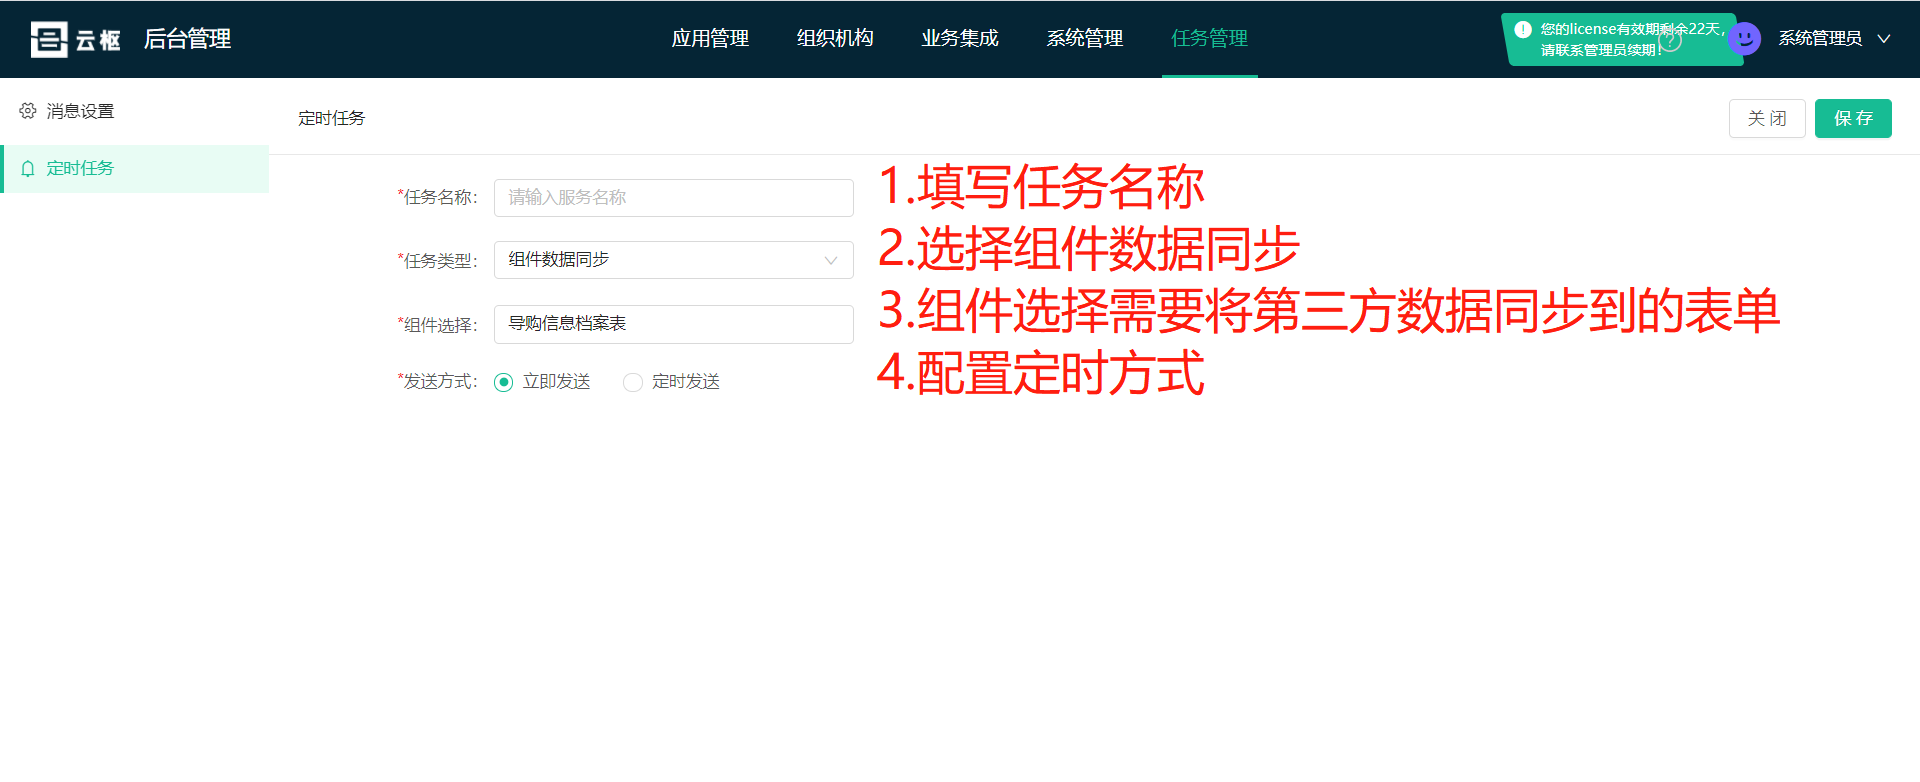 云枢 后台管理 应用管理 组织机构 业务集成 系统管理 任务管理 您的license有效期剩余22天， 系统管理员
请联系管理员续期！
消息设置
定时任务
定时任务 关 闭 保 存
*任务名称： 请输入服务名称 1.填写任务名称
*任务类型： 组件数据同步 2.选择组件数据同步
*组件选择： 导购信息档案表 3.组件选择需要将第三方数据同步到的表单
*发送方式： 立即发送 定时发送 4.配置定时方式